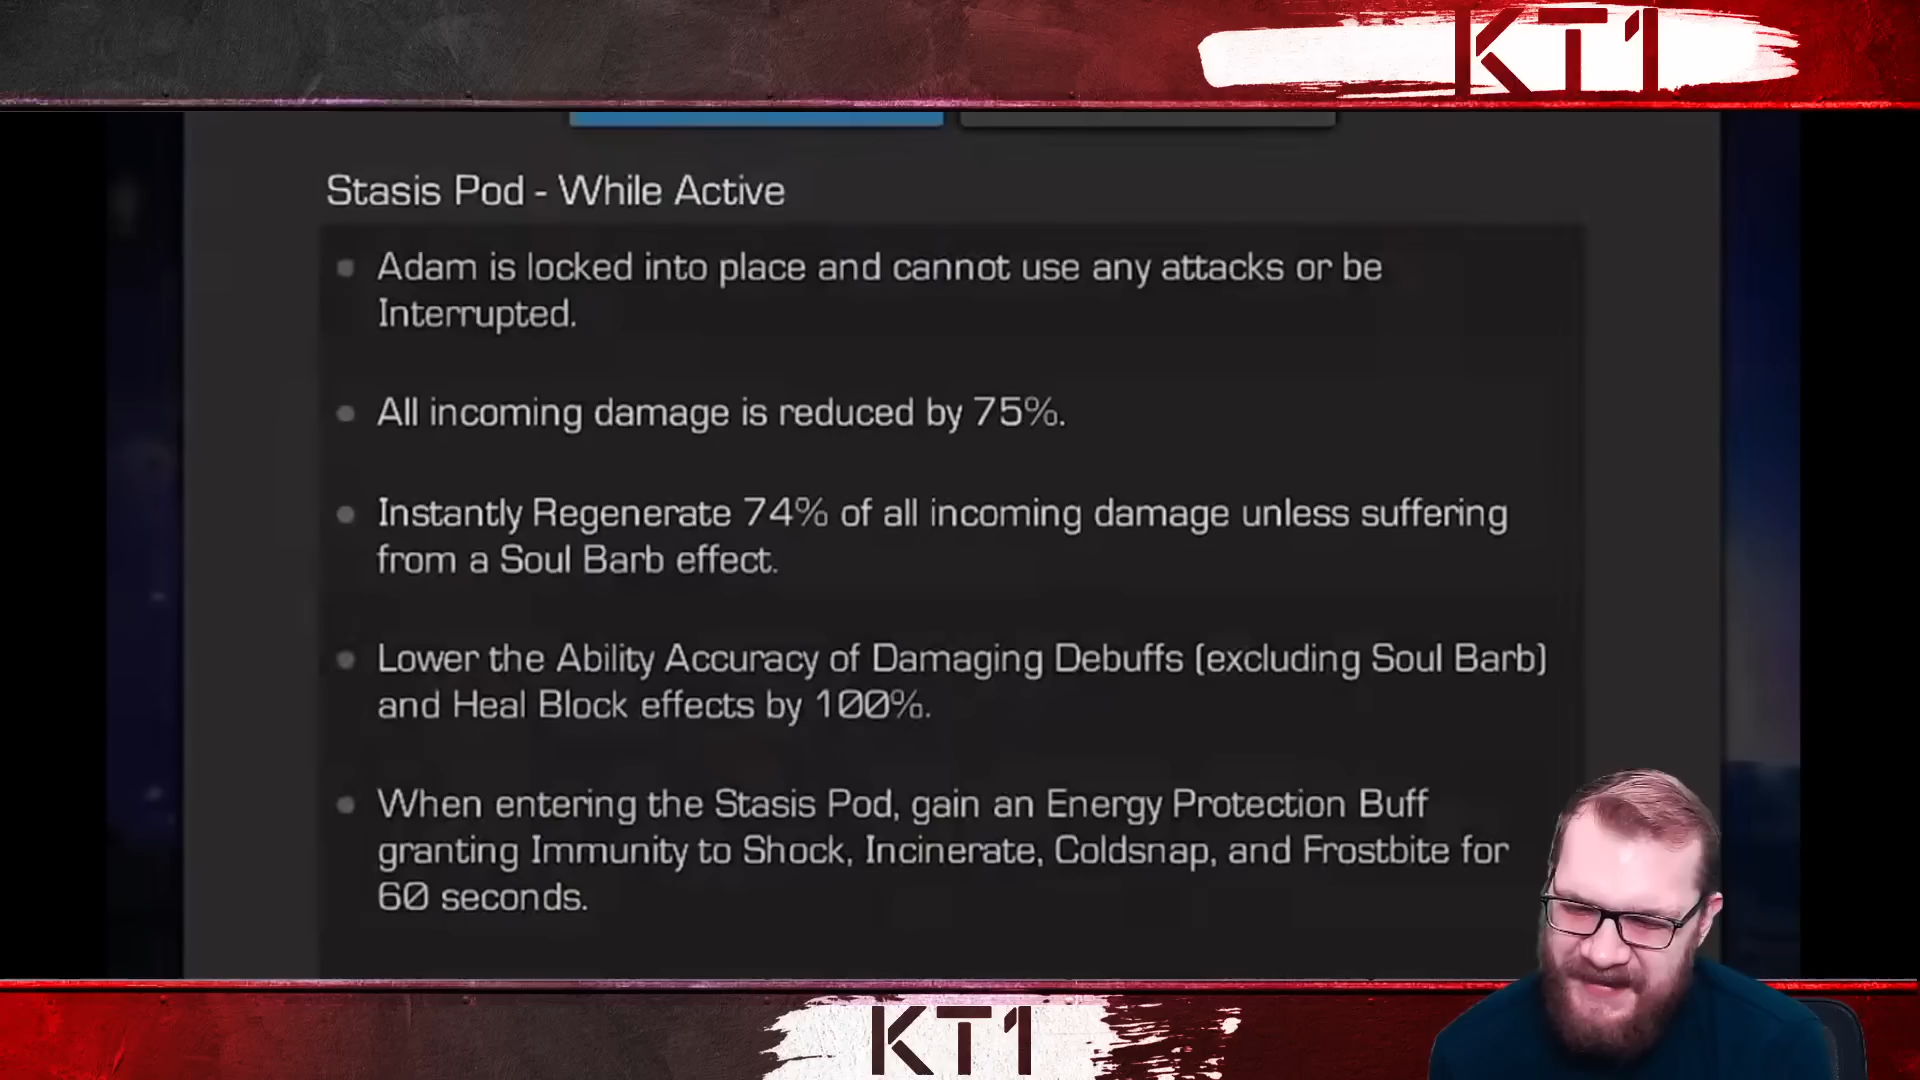 KT1
Stasis Pod - While Active
Adam is locked into place and cannot use any attacks or be
Interrupted.
All incoming damage is reduced by 75%.
Instantly Regenerate 74% of all incoming damage unless suffering
from a Soul Barb effect.
Lower the Ability Accuracy of Damaging Debuffs (excluding Soul Barb)
and Heal Block effects by 100%.
When entering the Stasis Pod, gain an Energy Protection Buff
granting Immunity to Shock, Incinerate, Coldsnap, and Frostbite for
60 seconds.
KT1